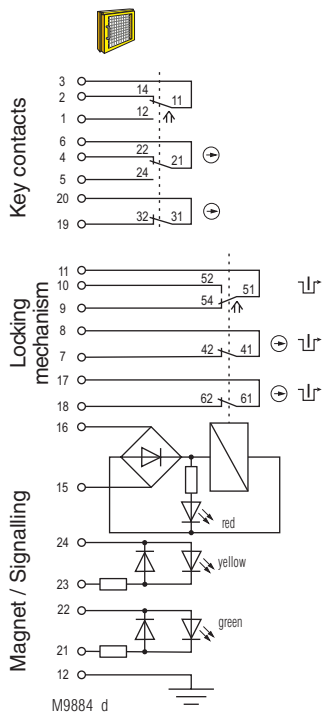 Key contacts
3
2 14 11
1 12
6
4 22 21
5 24
20
19 32 31
Locking
mechanism
11
10 52 51
9 54
8
7 42 41
17
18 62 61
Magnet / Signalling
16
15
red
24
yellow
23
22
green
21
12
M9884_d